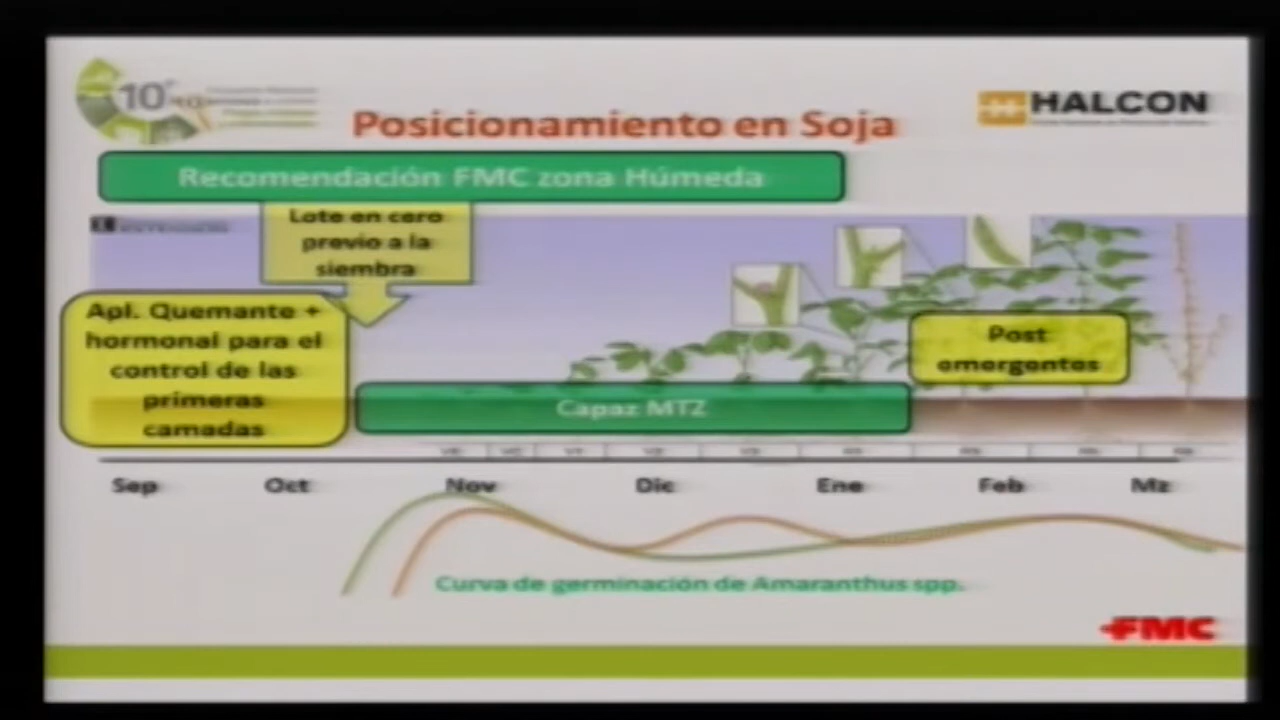 10°
Posicionamiento en Soja
HALCON
Recomendación FMC zona Húmeda
Lote en cero
previo a la
siembra
Apl. Quemante +
hormonal para el
control de las
primeras
camadas
Post
emergentes
Capaz MTZ
Sep Oct Nov Dic Ene Feb Mz
Curva de germinación de Amaranthus spp.
FMC